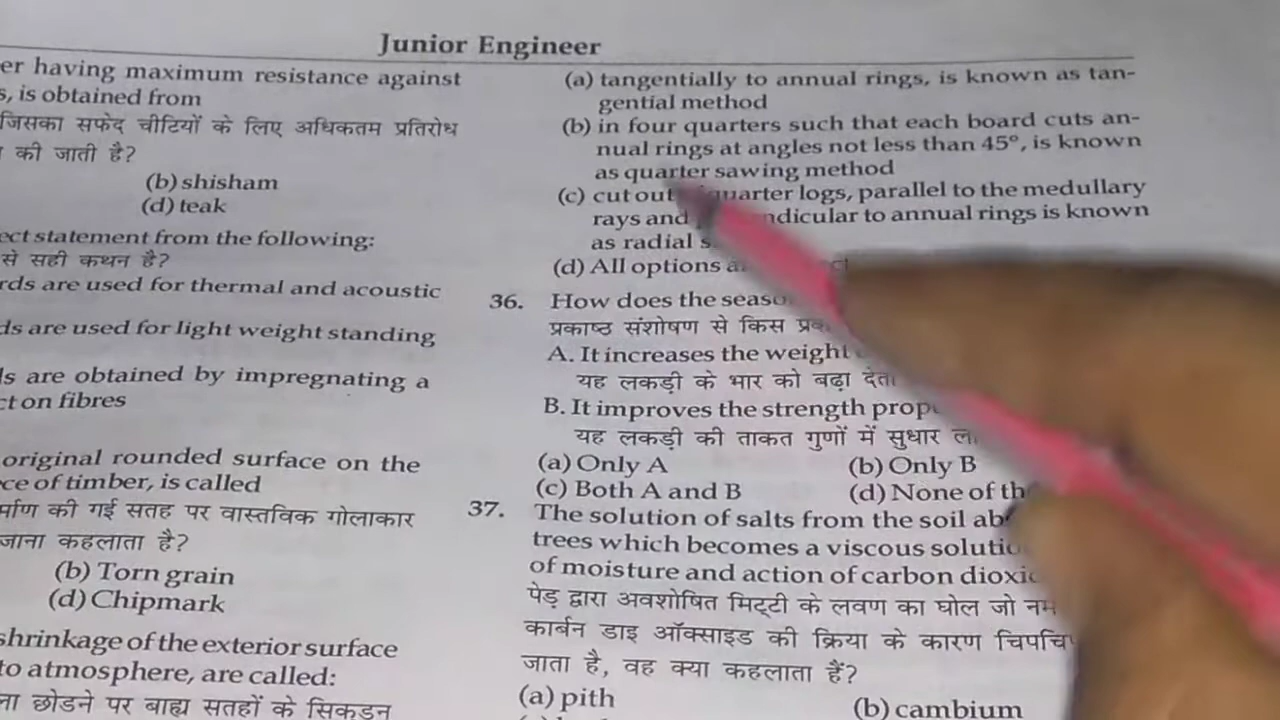 Junior Engineer
er having maximum resistance against
s, is obtained from
जिसका सफेद चीटियों के लिए अधिकतम प्रतिरोध
की जाती है?
(b) shisham
(d) teak
ect statement from the following:
से सही कथन है?
rds are used for thermal and acoustic
ds are used for light weight standing
ls are obtained by impregnating a
ct on fibres
original rounded surface on the
ce of timber, is called
र्माण की गई सतह पर वास्तविक गोलाकार
जाना कहलाता है?
(b) Torn grain
(d) Chipmark
shrinkage of the exterior surface
to atmosphere, are called:
ला छोडने पर बाह्य सतहों के सिकडन
(a) tangentially to annual rings, is known as tan-
gential method
(b) in four quarters such that each board cuts an-
nual rings at angles not less than 45°, is known
as quarter sawing method
(c) cut out quarter logs, parallel to the medullary
rays and ndicular to annual rings is known
as radial s
(d) All options a
36. How does the seaso
प्रकाष्ठ संशोषण से किस प्रक
A. It increases the weight
यह लकड़ी के भार को बढ़ा देता
B. It improves the strength prope
यह लकड़ी की ताकत गुणों में सुधार ल
(a) Only A (b) Only B
(c) Both A and B (d) None of th
37. The solution of salts from the soil ab
trees which becomes a viscous solutio
of moisture and action of carbon dioxid
पेड़ द्वारा अवशोषित मिट्टी के लवण का घोल जो नम
कार्बन डाइ ऑक्साइड की क्रिया के कारण चिपचि
जाता है, वह क्या कहलाता हैं?
(a) pith (b) cambium